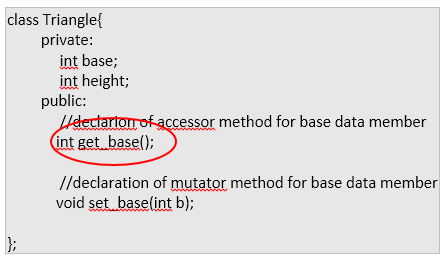 class Triangle{
private:
int base;
int height;
public:
//declarion of accessor method for base data member
int get_base();
//declaration of mutator method for base data member
void set_base(int b);
};